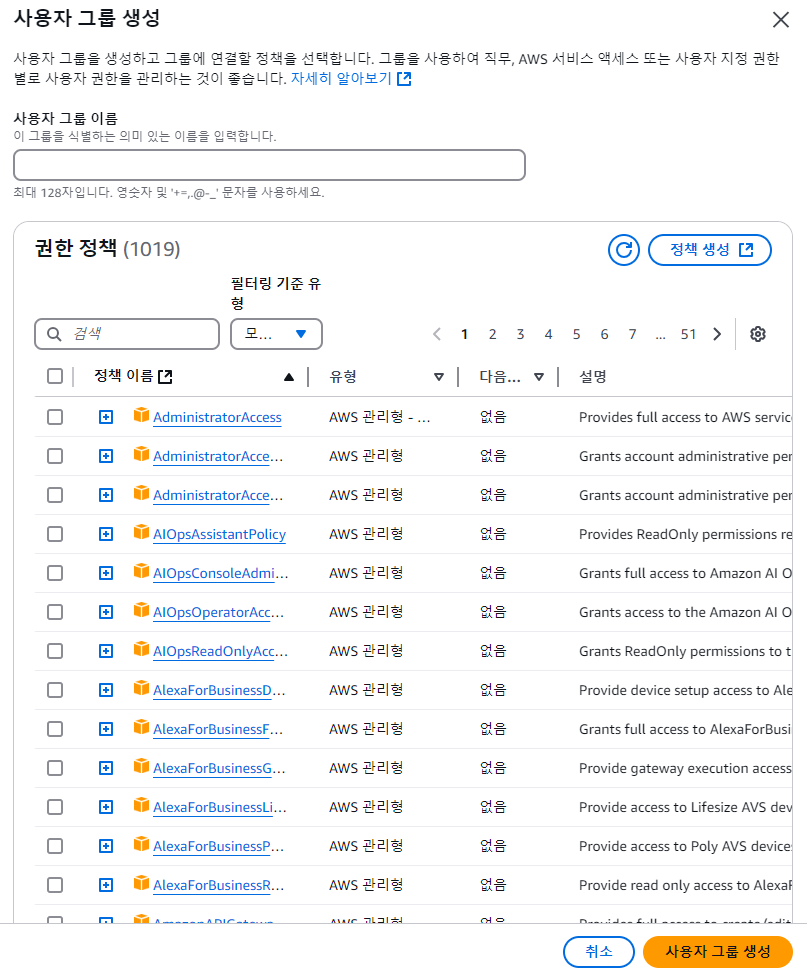 사용자 그룹 생성
사용자 그룹을 생성하고 그룹에 연결할 정책을 선택합니다. 그룹을 사용하여 직무, AWS 서비스 액세스 또는 사용자 지정 권한
별로 사용자 권한을 관리하는 것이 좋습니다. 자세히 알아보기
사용자 그룹 이름
이 그룹을 식별하는 의미 있는 이름을 입력합니다.
최대 128자입니다. 영숫자 및 '+=,.@-_' 문자를 사용하세요.
권한 정책 (1019)
정책 생성
필터링 기준 유
형
검색
모...
1 2 3 4 5 6 7 ... 51
정책 이름 유형 다음... 설명
AdministratorAccess AWS 관리형 - ... 없음 Provides full access to AWS servic
AdministratorAcce... AWS 관리형 없음 Grants account administrative per
AdministratorAcce... AWS 관리형 없음 Grants account administrative per
AIOpsAssistantPolicy AWS 관리형 없음 Provides ReadOnly permissions re
AIOpsConsoleAdmi... AWS 관리형 없음 Grants full access to Amazon AI O
AIOpsOperatorAcc... AWS 관리형 없음 Grants access to the Amazon AI O
AIOpsReadOnlyAcc... AWS 관리형 없음 Grants ReadOnly permissions to t
AlexaForBusinessD... AWS 관리형 없음 Provide device setup access to Ale
AlexaForBusinessF... AWS 관리형 없음 Grants full access to AlexaForBusi
AlexaForBusinessG... AWS 관리형 없음 Provide gateway execution access
AlexaForBusinessLi... AWS 관리형 없음 Provide access to Lifesize AVS dev
AlexaForBusinessP... AWS 관리형 없음 Provide access to Poly AVS device
AlexaForBusinessR... AWS 관리형 없음 Provide read only access to AlexaF
AWS 관리형 없음 Provides full access to create/edit
취소
사용자 그룹 생성